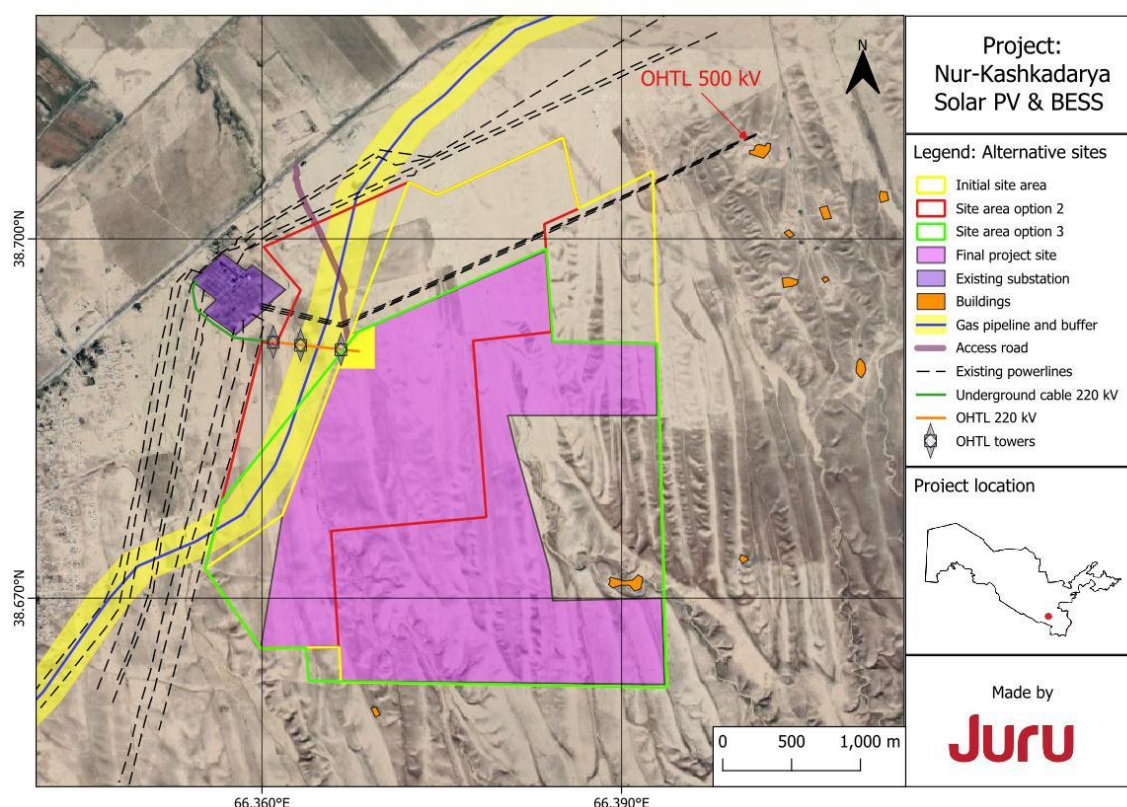 Project:
Nur-Kashkadarya
Solar PV & BESS
Legend: Alternative sites
Initial site area
Site area option 2
Site area option 3
Final project site
Existing substation
Buildings
Gas pipeline and buffer
Access road
Existing powerlines
Underground cable 220 kV
OHTL 220 kV
OHTL towers
Project location
Made by
Juru
OHTL 500 kV
N
38.700°N
38.670°N
66.360°E
66.390°E
0 500 1,000 m